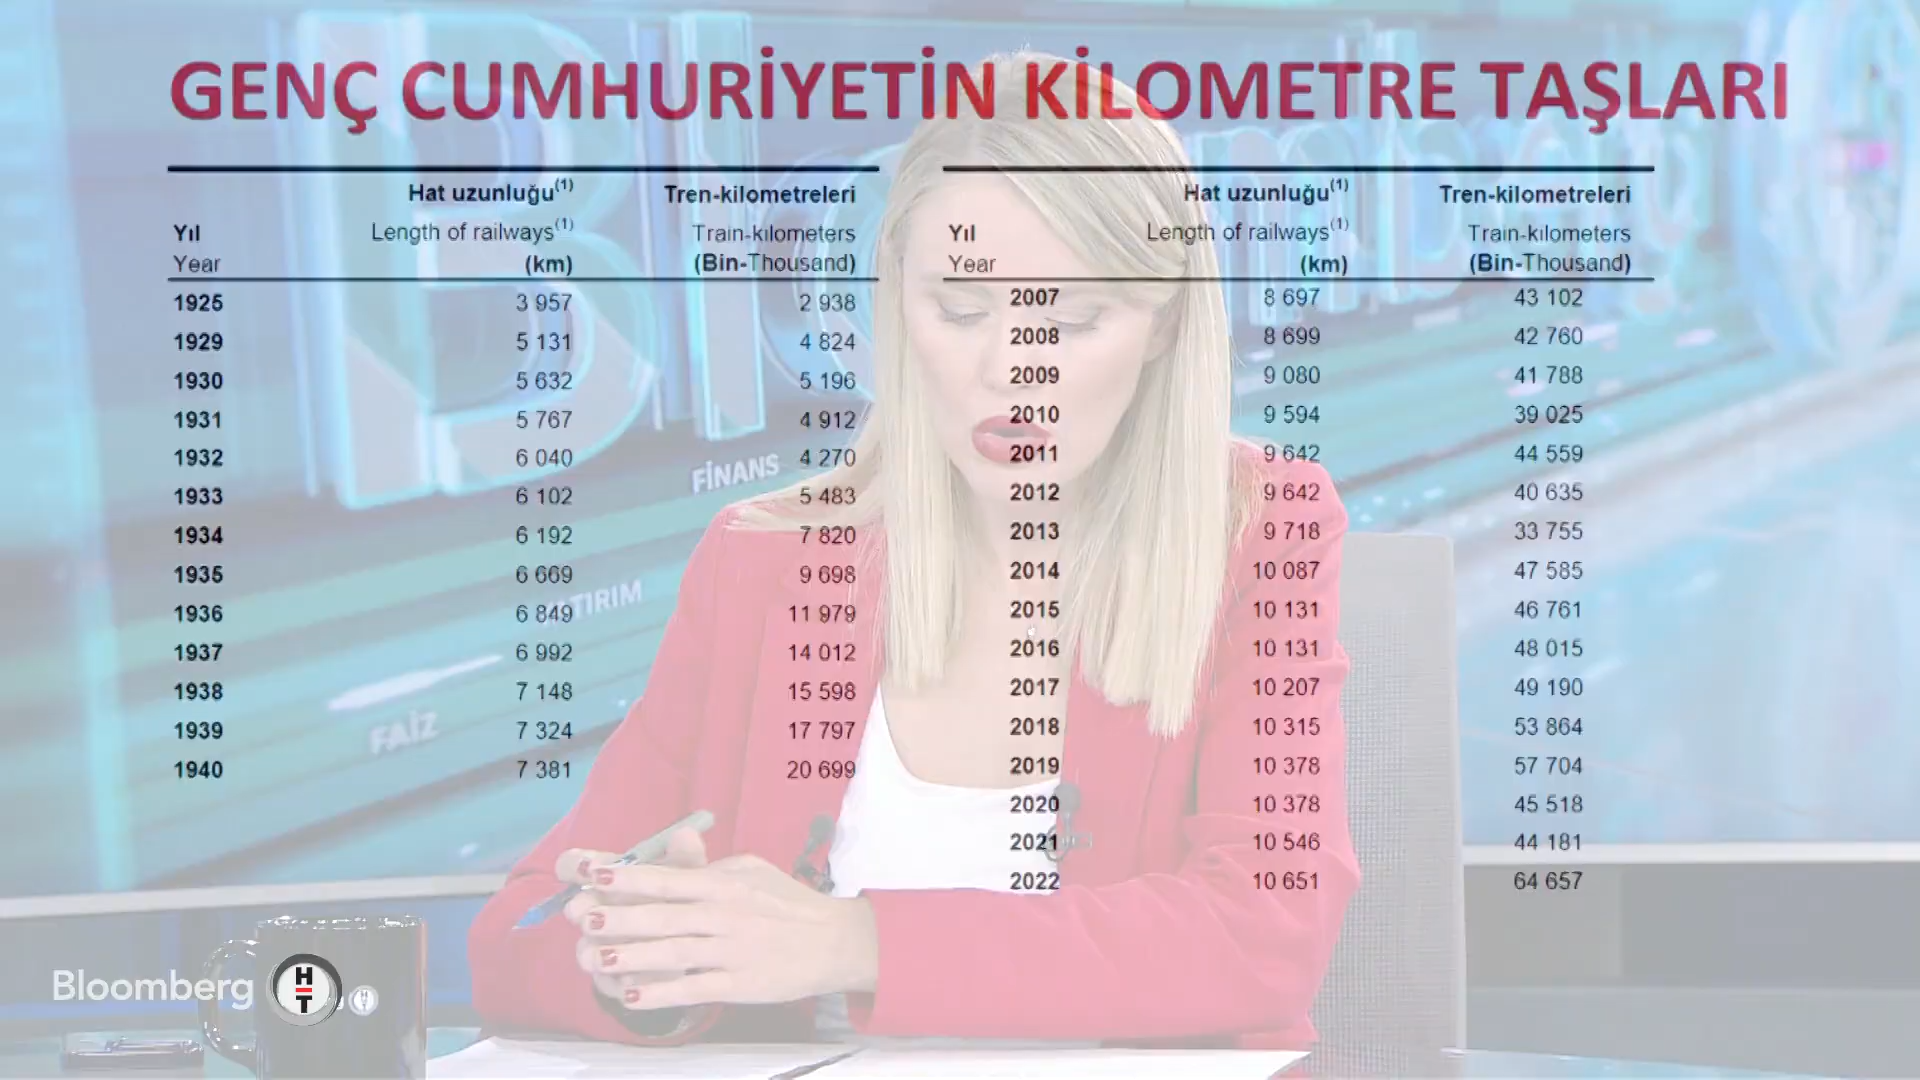 GENÇ CUMHURİYETİN KİLOMETRE TAŞLARI
Hat uzunluğu(1) Tren-kilometreleri
Yıl Length of railways(1) Train-kılometers
Year (km) (Bin-Thousand)
1925 3 957 2 938
1929 5 131 4 824
1930 5 632 5 196
1931 5 767 4 912
1932 6 040 4 270
1933 6 102 5 483
1934 6 192 7 820
1935 6 669 9 698
1936 6 849 11 979
1937 6 992 14 012
1938 7 148 15 598
1939 7 324 17 797
1940 7 381 20 699
Hat uzunluğu(1) Tren-kilometreleri
Yıl Length of railways(1) Train-kılometers
Year (km) (Bin-Thousand)
2007 8 697 43 102
2008 8 699 42 760
2009 9 080 41 788
2010 9 594 39 025
2011 9 642 44 559
2012 9 642 40 635
2013 9 718 33 755
2014 10 087 47 585
2015 10 131 46 761
2016 10 131 48 015
2017 10 207 49 190
2018 10 315 53 864
2019 10 378 57 704
2020 10 378 45 518
2021 10 546 44 181
2022 10 651 64 657
FİNANS
FAİZ
Bloomberg HT